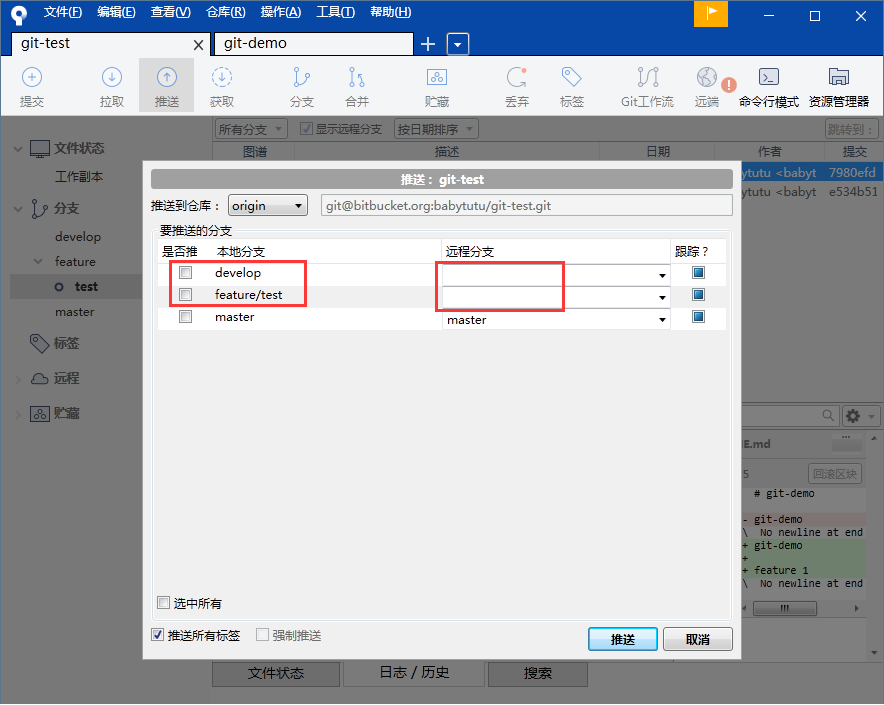 文件(F) 编辑(E) 查看(V) 仓库(R) 操作(A) 工具(T) 帮助(H)
git-test git-demo
提交 拉取 推送 获取 分支 合并 贮藏 丢弃 标签 Git工作流 远端 命令行模式 资源管理器
所有分支 显示远程分支 按日期排序 跳转到：
图谱 描述 日期 作者 提交
文件状态
工作副本
分支
develop
feature
test
master
标签
远程
贮藏
ytutu <babyt 7980efd
ytutu <babyt e534b51
推送：git-test
推送到仓库： origin git@bitbucket.org:babytutu/git-test.git
要推送的分支
是否推 本地分支 远程分支 跟踪？
develop
feature/test
master master
选中所有
推送所有标签 强制推送
推送 取消
E.md
5 回滚区块
# git-demo
- git-demo
\ No newline at end
+ git-demo
+
+ feature 1
\ No newline at end
文件状态 日志 / 历史 搜索